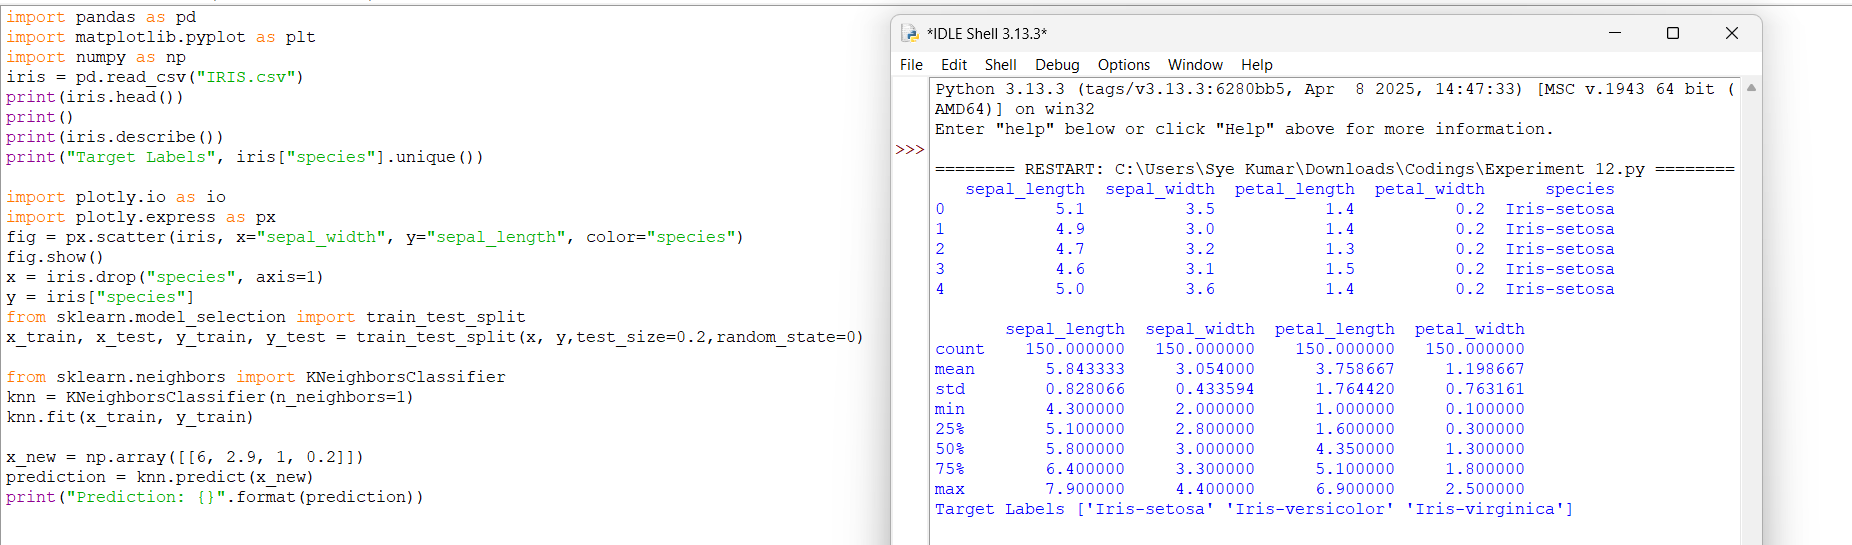 import pandas as pd
import matplotlib.pyplot as plt
import numpy as np
iris = pd.read_csv("IRIS.csv")
print(iris.head())
print()
print(iris.describe())
print("Target Labels", iris["species"].unique())
import plotly.io as io
import plotly.express as px
fig = px.scatter(iris, x="sepal_width", y="sepal_length", color="species")
fig.show()
x = iris.drop("species", axis=1)
y = iris["species"]
from sklearn.model_selection import train_test_split
x_train, x_test, y_train, y_test = train_test_split(x, y,test_size=0.2,random_state=0)
from sklearn.neighbors import KNeighborsClassifier
knn = KNeighborsClassifier(n_neighbors=1)
knn.fit(x_train, y_train)
x_new = np.array([[6, 2.9, 1, 0.2]])
prediction = knn.predict(x_new)
print("Prediction: {}".format(prediction))
*IDLE Shell 3.13.3*
File Edit Shell Debug Options Window Help
Python 3.13.3 (tags/v3.13.3:6280bb5, Apr  8 2025, 14:47:33) [MSC v.1943 64 bit (
AMD64)] on win32
Enter "help" below or click "Help" above for more information.
>>>
======== RESTART: C:\Users\Sye Kumar\Downloads\Codings\Experiment 12.py ========
   sepal_length  sepal_width  petal_length  petal_width      species
0           5.1          3.5           1.4          0.2  Iris-setosa
1           4.9          3.0           1.4          0.2  Iris-setosa
2           4.7          3.2           1.3          0.2  Iris-setosa
3           4.6          3.1           1.5          0.2  Iris-setosa
4           5.0          3.6           1.4          0.2  Iris-setosa
       sepal_length  sepal_width  petal_length  petal_width
count    150.000000   150.000000    150.000000   150.000000
mean       5.843333     3.054000      3.758667     1.198667
std        0.828066     0.433594      1.764420     0.763161
min        4.300000     2.000000      1.000000     0.100000
25%        5.100000     2.800000      1.600000     0.300000
50%        5.800000     3.000000      4.350000     1.300000
75%        6.400000     3.300000      5.100000     1.800000
max        7.900000     4.400000      6.900000     2.500000
Target Labels ['Iris-setosa' 'Iris-versicolor' 'Iris-virginica']